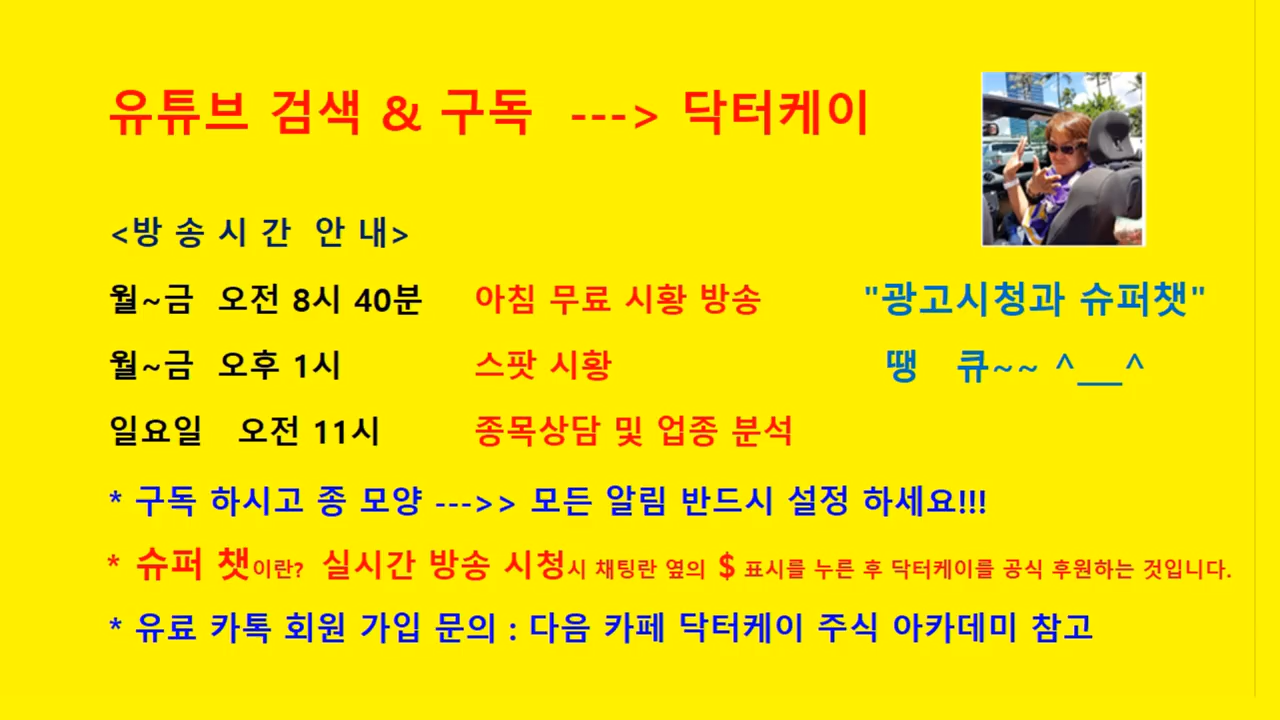 유튜브 검색 & 구독 ---> 닥터케이
<방 송 시 간 안 내>
월~금 오전 8시 40분 아침 무료 시황 방송 "광고시청과 슈퍼챗"
월~금 오후 1시 스팟 시황 땡 큐~~ ^__^
일요일 오전 11시 종목상담 및 업종 분석
* 구독 하시고 종 모양 --->> 모든 알림 반드시 설정 하세요!!!
* 슈퍼 챗이란? 실시간 방송 시청시 채팅란 옆의 $ 표시를 누른 후 닥터케이를 공식 후원하는 것입니다.
* 유료 카톡 회원 가입 문의 : 다음 카페 닥터케이 주식 아카데미 참고